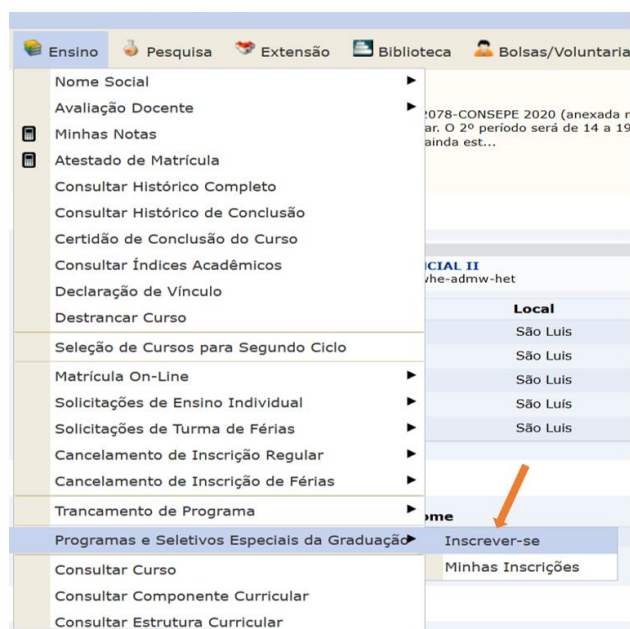 Ensino Pesquisa Extensão Biblioteca Bolsas/Voluntaria
Nome Social
Avaliação Docente
Minhas Notas
Atestado de Matrícula
Consultar Histórico Completo
Consultar Histórico de Conclusão
Certidão de Conclusão do Curso
Consultar Índices Acadêmicos
Declaração de Vínculo
Destrancar Curso
Seleção de Cursos para Segundo Ciclo
Matrícula On-Line
Solicitações de Ensino Individual
Solicitações de Turma de Férias
Cancelamento de Inscrição Regular
Cancelamento de Inscrição de Férias
Trancamento de Programa
Programas e Seletivos Especiais da Graduação
Consultar Curso
Consultar Componente Curricular
Consultar Estrutura Curricular
Inscrever-se
Minhas Inscrições
2078-CONSEPE 2020 (anexada
ar. O 2º período será de 14 a 19
ainda est...
CIAL II
whe-admw-het
Local
São Luis
São Luis
São Luis
São Luís
São Luis
ome